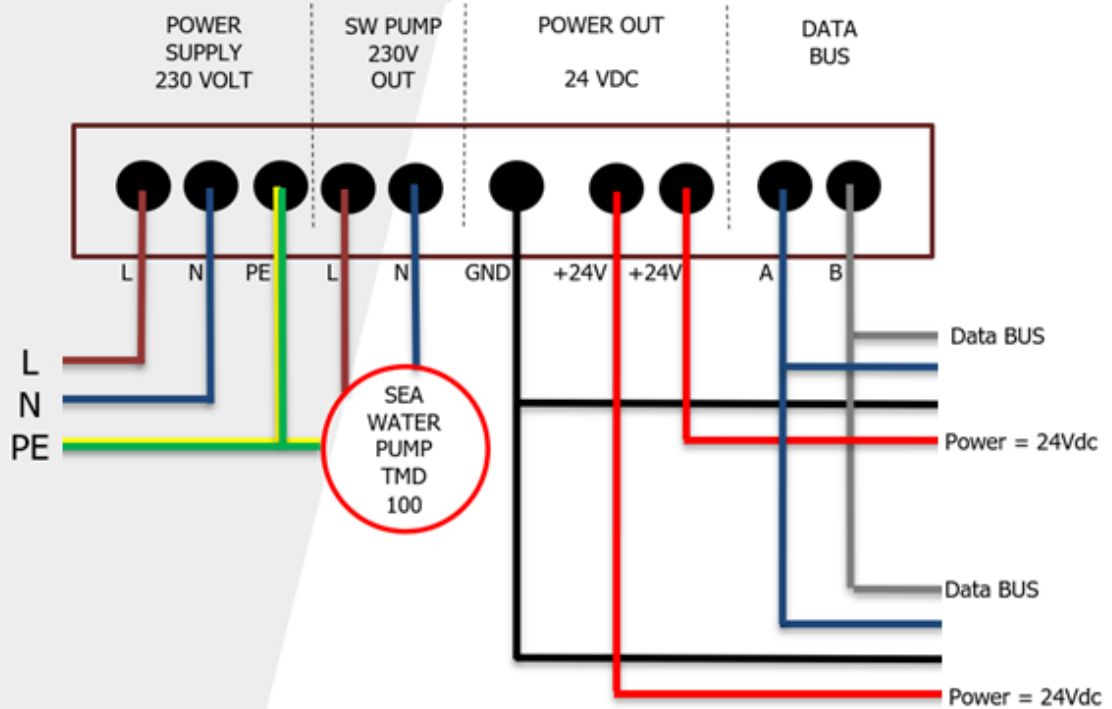 POWER
SUPPLY
230 VOLT
SW PUMP
230V
OUT
POWER OUT
24 VDC
DATA
BUS
L
N
PE
L
N
GND
+24V
+24V
A
B
L
N
PE
SEA
WATER
PUMP
TMD
100
Data BUS
Power = 24Vdc
Data BUS
Power = 24Vdc